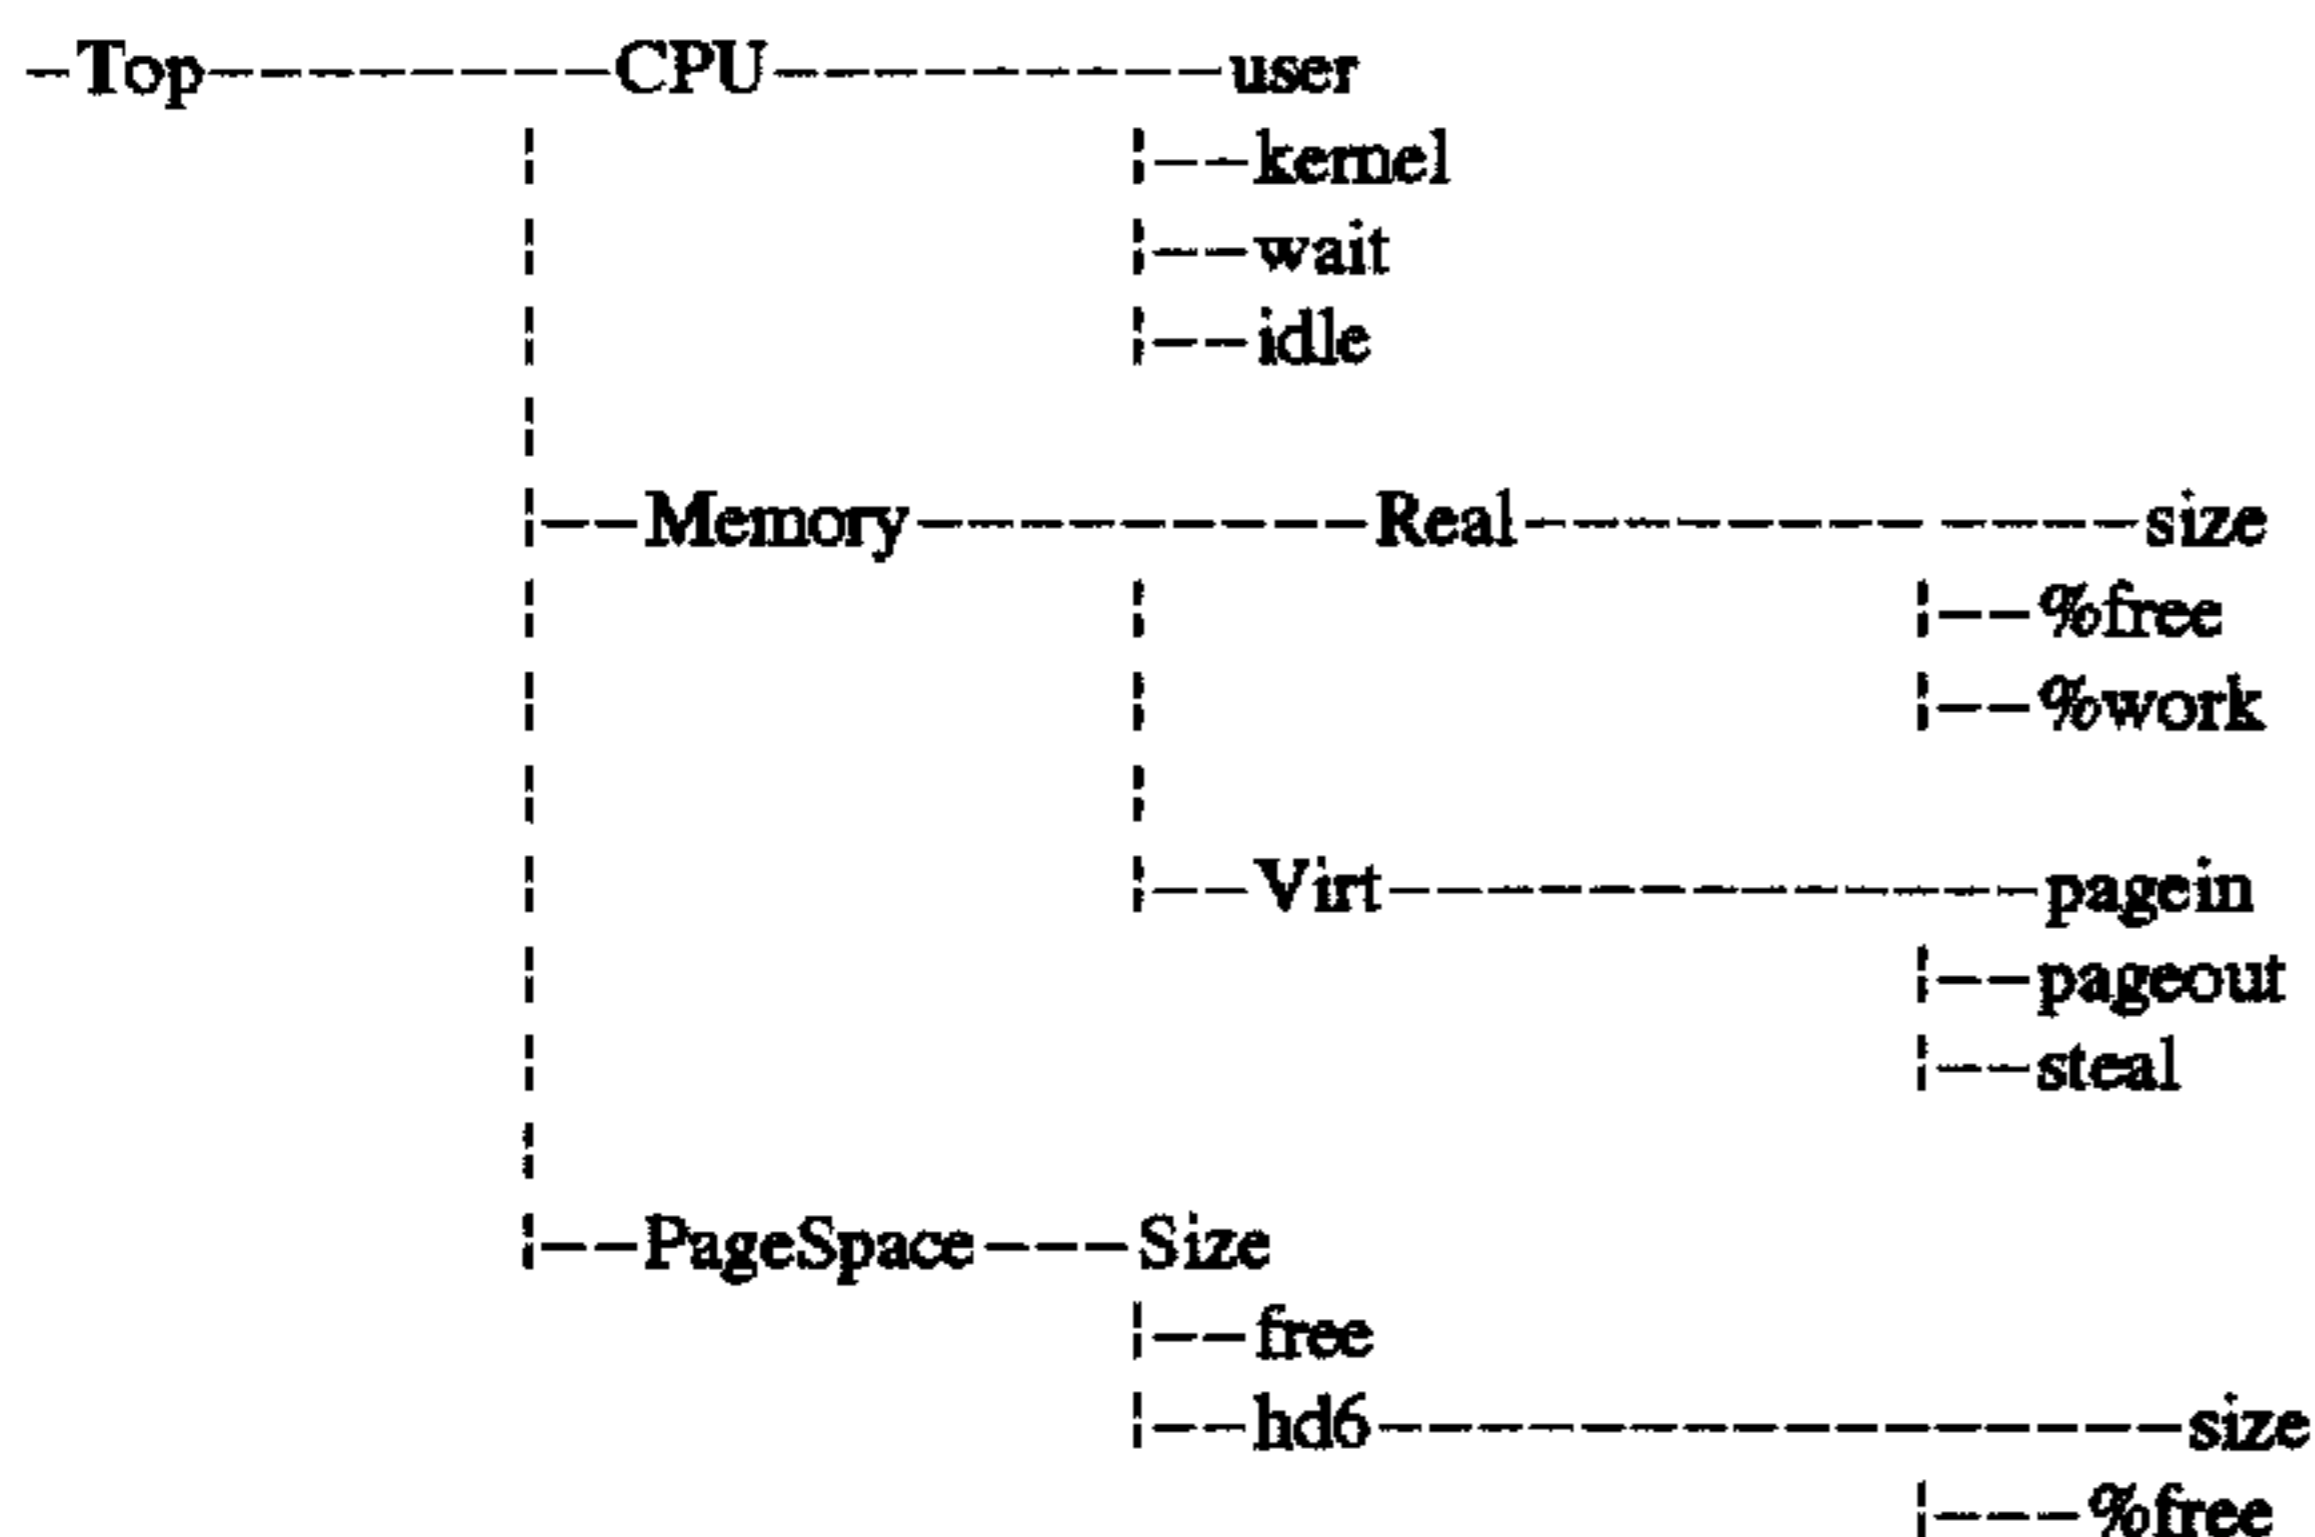 Top CPU user
kernel
wait
idle
Memory Real size
%free
%work
Virt pagein
pageout
steal
PageSpace Size
free
hd6 size
%free